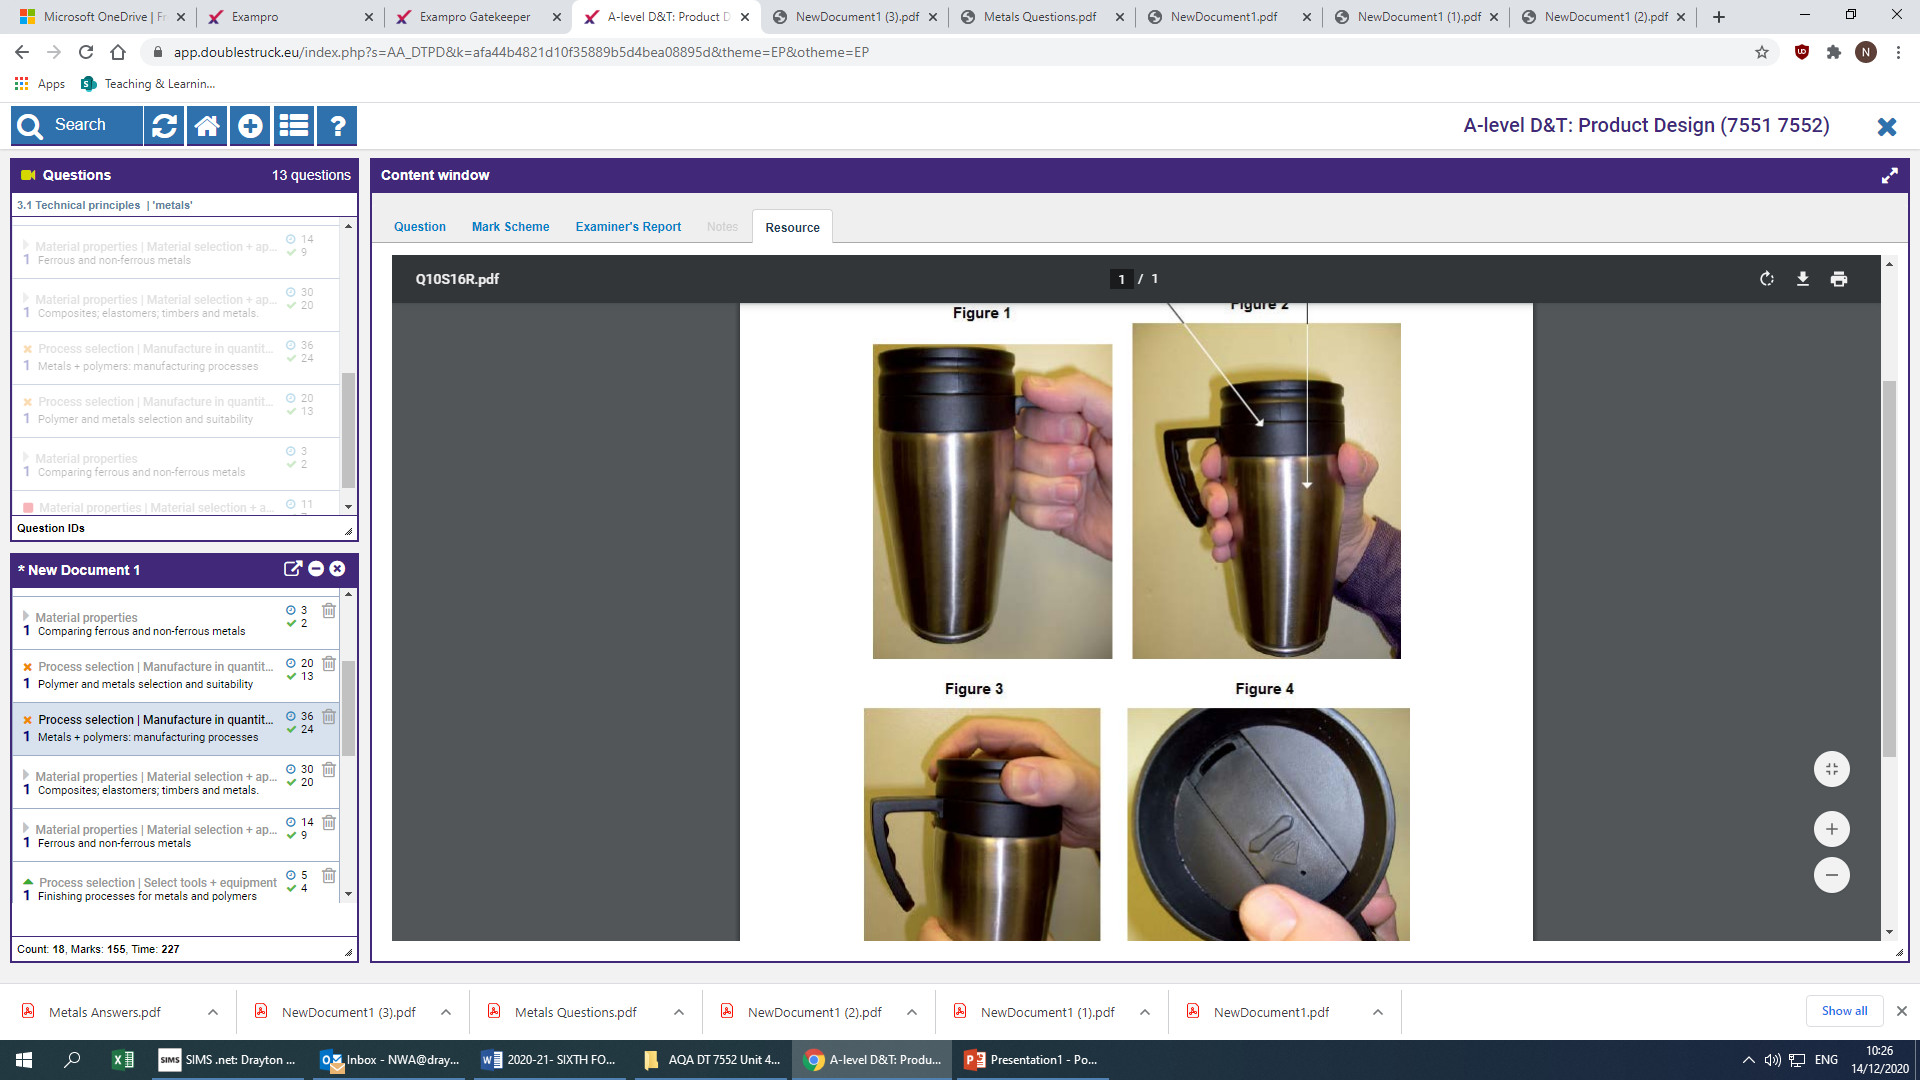 Microsoft OneDrive | Fr
Exampro
Exampro Gatekeeper
A-level D&T: Product D
NewDocument1 (3).pdf
Metals Questions.pdf
NewDocument1.pdf
NewDocument1 (1).pdf
NewDocument1 (2).pdf
app.doublestruck.eu/index.php?s=AA_DTPD&k=afa44b4821d10f35889b5d4bea08895d&theme=EP&otheme=EP
N
Apps
Teaching & Learnin...
Search
?
A-level D&T: Product Design (7551 7552)
Questions
13 questions
3.1 Technical principles | 'metals'
Material properties | Material selection + ap... 14
1 Ferrous and non-ferrous metals 9
Material properties | Material selection + ap... 30
1 Composites; elastomers; timbers and metals. 20
Process selection | Manufacture in quantit... 36
1 Metals + polymers: manufacturing processes 24
Process selection | Manufacture in quantit... 20
1 Polymer and metals selection and suitability 13
Material properties 3
1 Comparing ferrous and non-ferrous metals 2
Material properties | Material selection + a... 11
Question IDs
* New Document 1
Material properties 3
1 Comparing ferrous and non-ferrous metals 2
Process selection | Manufacture in quantit... 20
1 Polymer and metals selection and suitability 13
Process selection | Manufacture in quantit... 36
1 Metals + polymers: manufacturing processes 24
Material properties | Material selection + ap... 30
1 Composites; elastomers; timbers and metals. 20
Material properties | Material selection + ap... 14
1 Ferrous and non-ferrous metals 9
Process selection | Select tools + equipment 5
1 Finishing processes for metals and polymers 4
Count: 18, Marks: 155, Time: 227
Content window
Question
Mark Scheme
Examiner's Report
Notes
Resource
Q10S16R.pdf
1 / 1
Figure 1
Figure 2
Figure 3
Figure 4
Metals Answers.pdf
NewDocument1 (3).pdf
Metals Questions.pdf
NewDocument1 (2).pdf
NewDocument1 (1).pdf
NewDocument1.pdf
Show all
SIMS .net: Drayton ...
Inbox - NWA@dray...
2020-21- SIXTH FO...
AQA DT 7552 Unit 4...
A-level D&T: Produ...
Presentation1 - Po...
ENG
10:26
14/12/2020